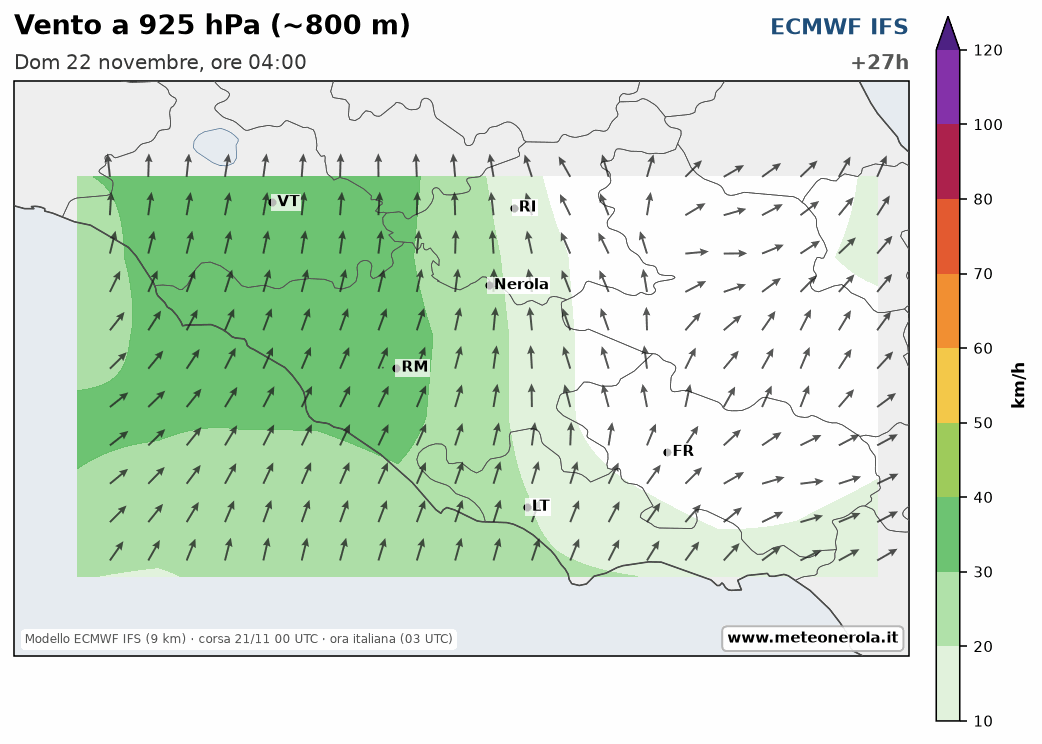 Vento a 925 hPa (~800 m)
ECMWF IFS
Dom 22 novembre, ore 04:00
+27h
VT
RI
Nerola
RM
FR
LT
120
100
80
70
60
50
40
30
20
10
km/h
Modello ECMWF IFS (9 km) · corsa 21/11 00 UTC · ora italiana (03 UTC)
www.meteonerola.it